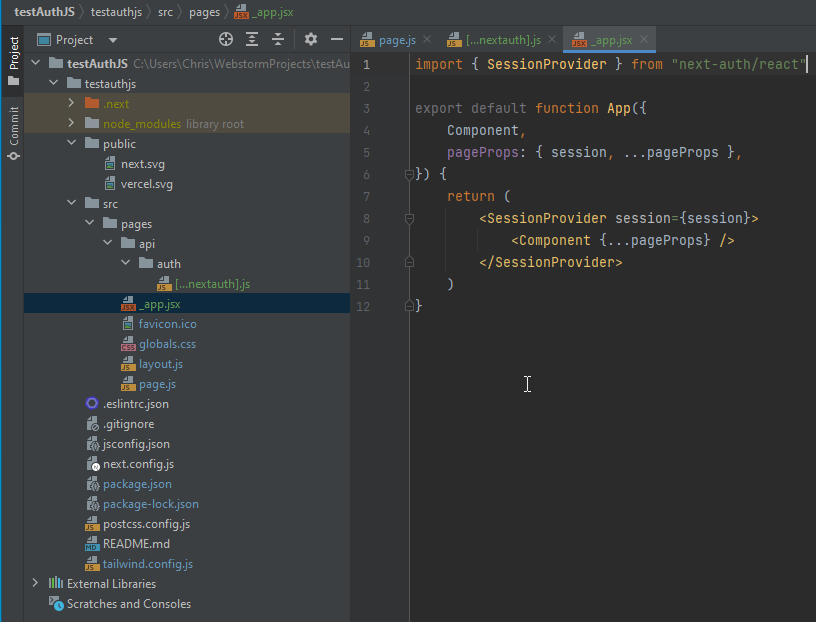 testAuthJS testauthjs src pages _app.jsx
Project
Commit
Project
testAuthJS C:\Users\Chris\WebstormProjects\testAu
testauthjs
.next
node_modules library root
public
next.svg
vercel.svg
src
pages
api
auth
[...nextauth].js
_app.jsx
favicon.ico
globals.css
layout.js
page.js
.eslintrc.json
.gitignore
jsconfig.json
next.config.js
package.json
package-lock.json
postcss.config.js
README.md
tailwind.config.js
External Libraries
Scratches and Consoles
page.js [...nextauth].js _app.jsx
1 import { SessionProvider } from "next-auth/react"
2
3 export default function App({
4 Component,
5 pageProps: { session, ...pageProps },
6 }) {
7 return (
8 <SessionProvider session={session}>
9 <Component {...pageProps} />
10 </SessionProvider>
11 )
12 }